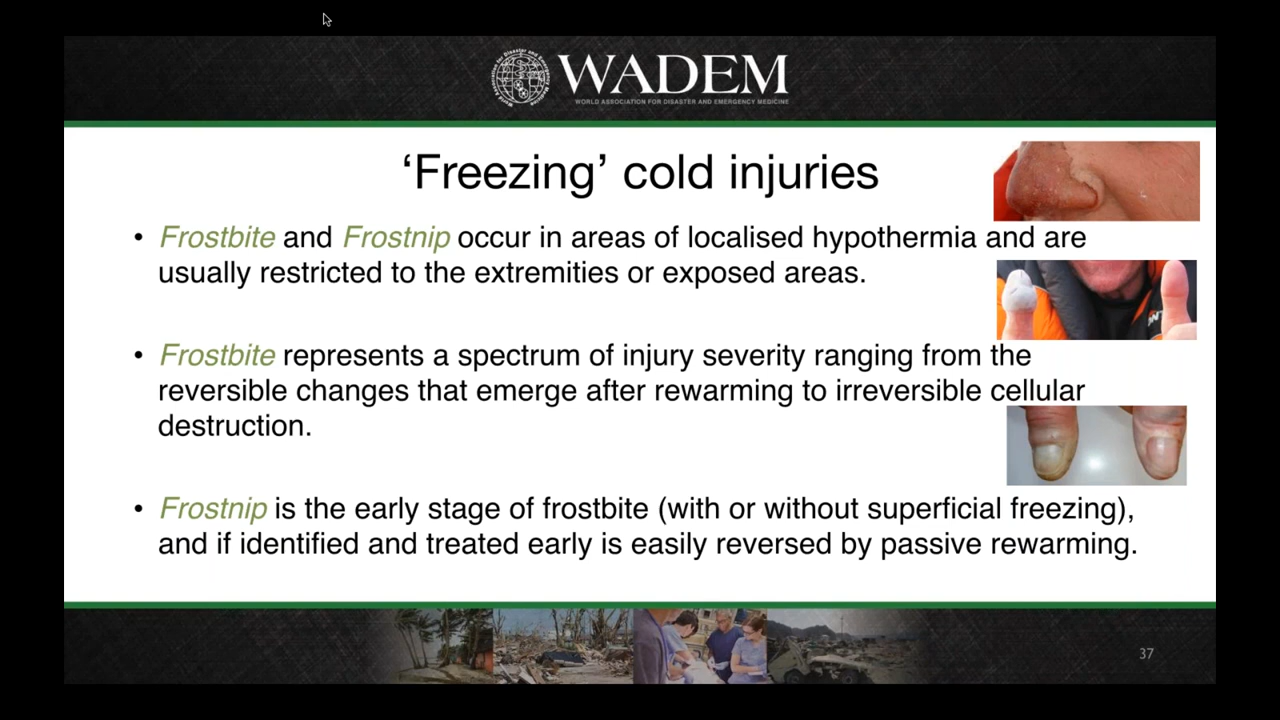 WADEM
WORLD ASSOCIATION FOR DISASTER AND EMERGENCY MEDICINE
‘Freezing’ cold injuries
• Frostbite and Frostnip occur in areas of localised hypothermia and are
usually restricted to the extremities or exposed areas.
• Frostbite represents a spectrum of injury severity ranging from the
reversible changes that emerge after rewarming to irreversible cellular
destruction.
• Frostnip is the early stage of frostbite (with or without superficial freezing),
and if identified and treated early is easily reversed by passive rewarming.
37